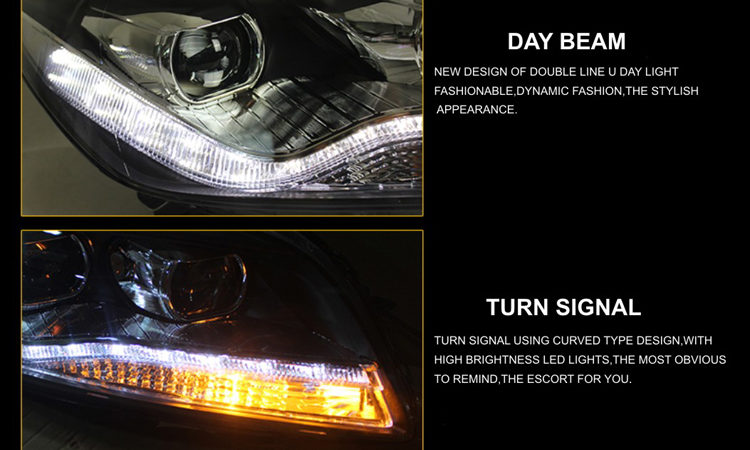 DAY BEAM
NEW DESIGN OF DOUBLE LINE U DAY LIGHT
FASHIONABLE,DYNAMIC FASHION,THE STYLISH
APPEARANCE.
TURN SIGNAL
TURN SIGNAL USING CURVED TYPE DESIGN,WITH
HIGH BRIGHTNESS LED LIGHTS,THE MOST OBVIOUS
TO REMIND,THE ESCORT FOR YOU.